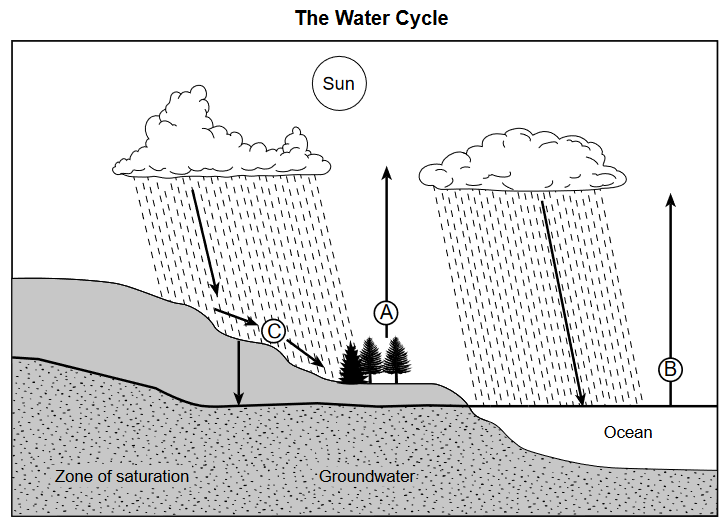 The Water Cycle
Sun
A
C
B
Ocean
Zone of saturation
Groundwater